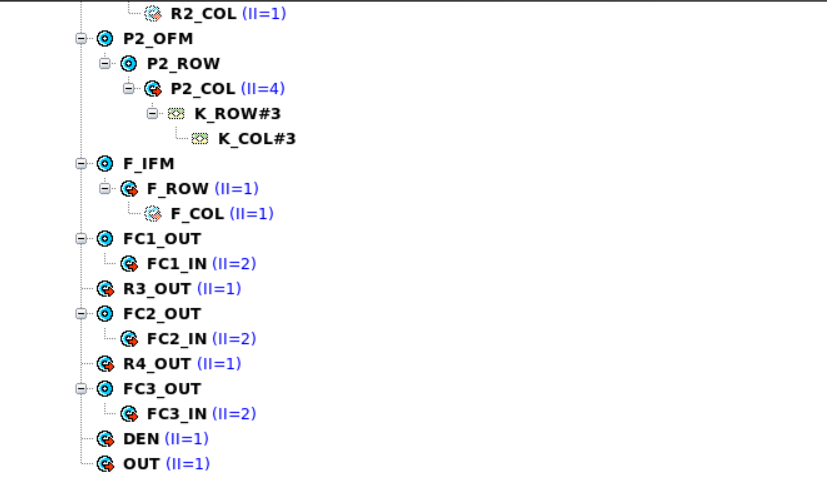 R2_COL (II=1)
P2_OFM
P2_ROW
P2_COL (II=4)
K_ROW#3
K_COL#3
F_IFM
F_ROW (II=1)
F_COL (II=1)
FC1_OUT
FC1_IN (II=2)
R3_OUT (II=1)
FC2_OUT
FC2_IN (II=2)
R4_OUT (II=1)
FC3_OUT
FC3_IN (II=2)
DEN (II=1)
OUT (II=1)